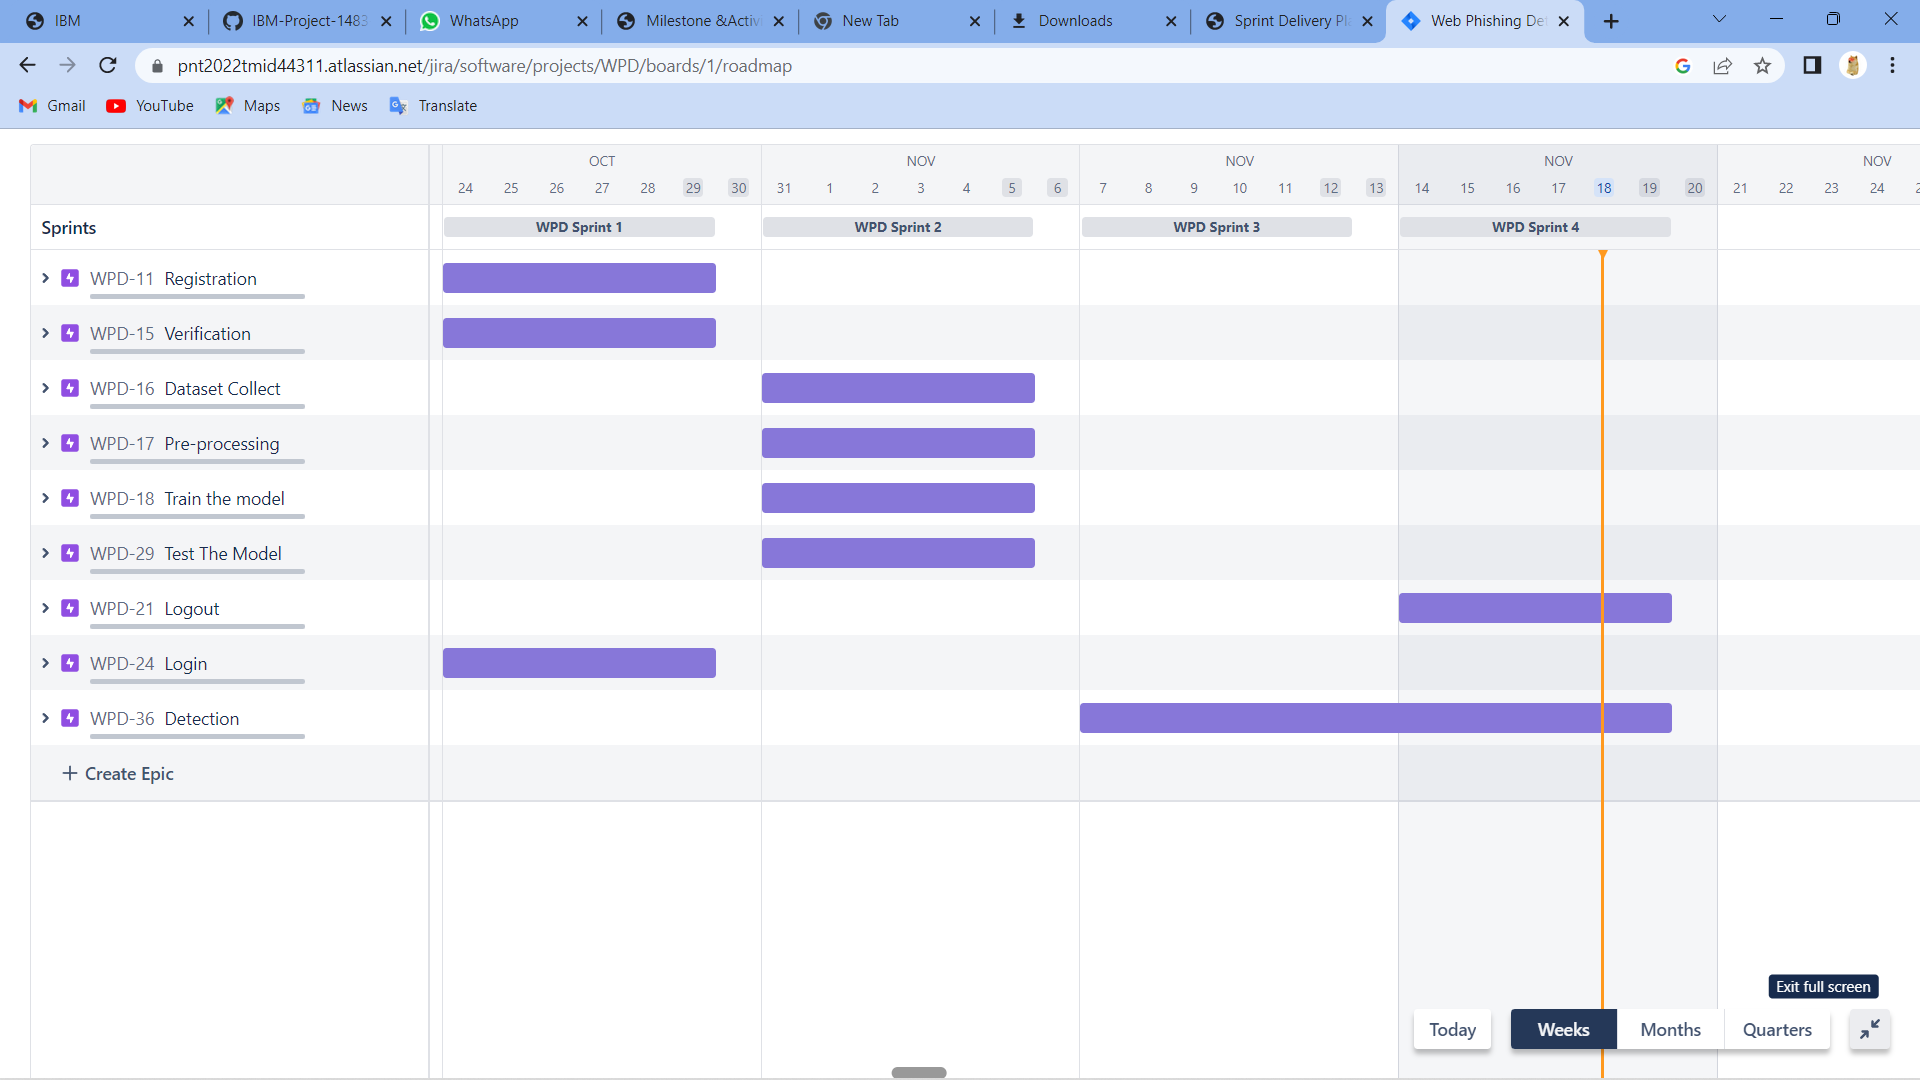 IBM
IBM-Project-1483
WhatsApp
Milestone &Activi
New Tab
Downloads
Sprint Delivery Pla
Web Phishing Det
pnt2022tmid44311.atlassian.net/jira/software/projects/WPD/boards/1/roadmap
Gmail YouTube Maps News Translate
OCT NOV NOV NOV NOV
24 25 26 27 28 29 30 31 1 2 3 4 5 6 7 8 9 10 11 12 13 14 15 16 17 18 19 20 21 22 23 24
Sprints WPD Sprint 1 WPD Sprint 2 WPD Sprint 3 WPD Sprint 4
WPD-11 Registration
WPD-15 Verification
WPD-16 Dataset Collect
WPD-17 Pre-processing
WPD-18 Train the model
WPD-29 Test The Model
WPD-21 Logout
WPD-24 Login
WPD-36 Detection
+ Create Epic
Exit full screen
Today Weeks Months Quarters